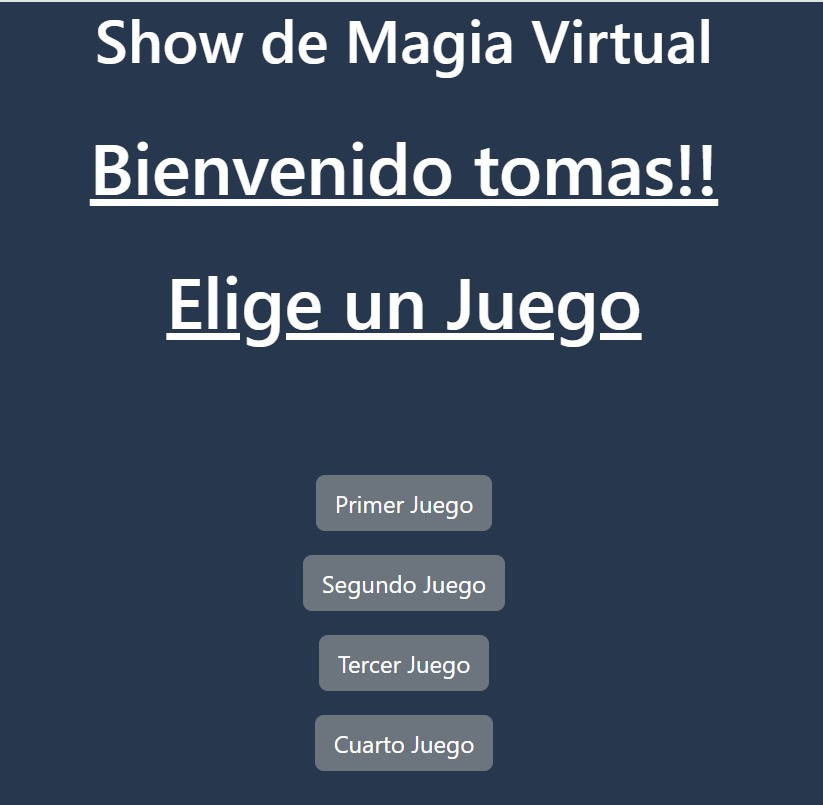 Show de Magia Virtual
Bienvenido tomas!!
Elige un Juego
Primer Juego
Segundo Juego
Tercer Juego
Cuarto Juego